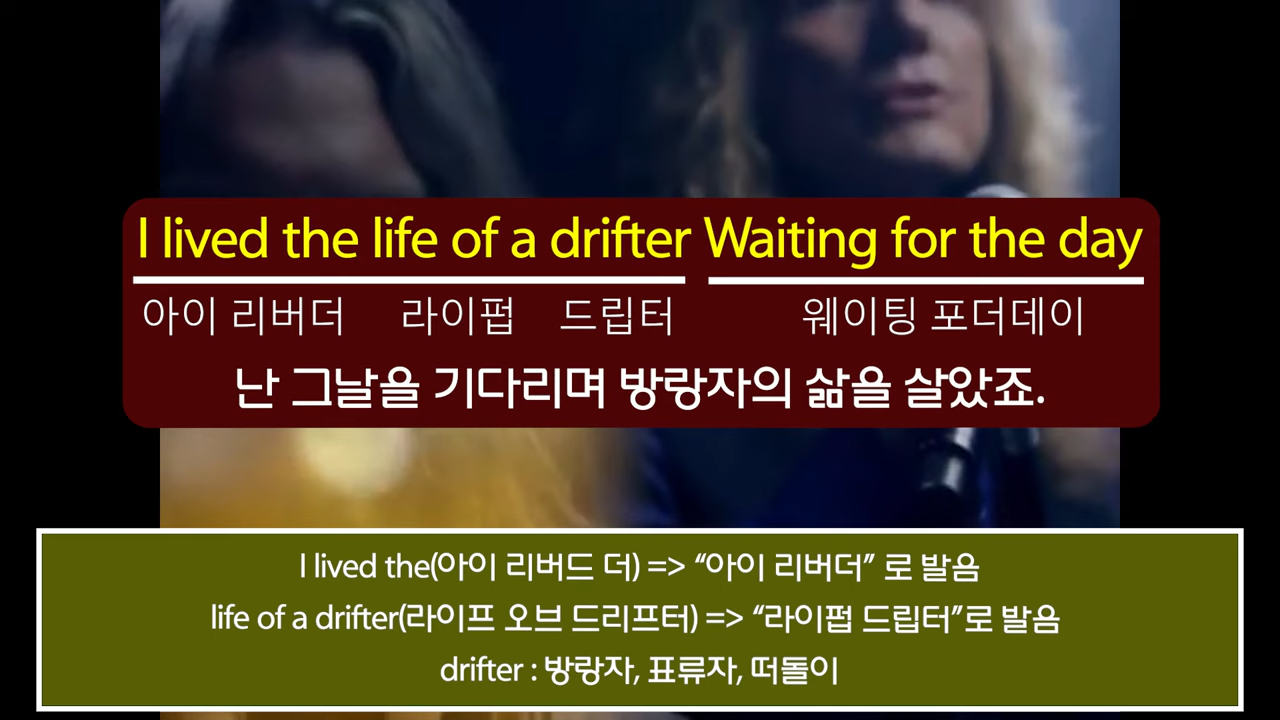 I lived the life of a drifter Waiting for the day
아이 리버더 라이펍 드립터 웨이팅 포더데이
난 그날을 기다리며 방랑자의 삶을 살았죠.
I lived the(아이 리버드 더) => “아이 리버더” 로 발음
life of a drifter(라이프 오브 드리프터) => “라이펍 드립터”로 발음
drifter : 방랑자, 표류자, 떠돌이